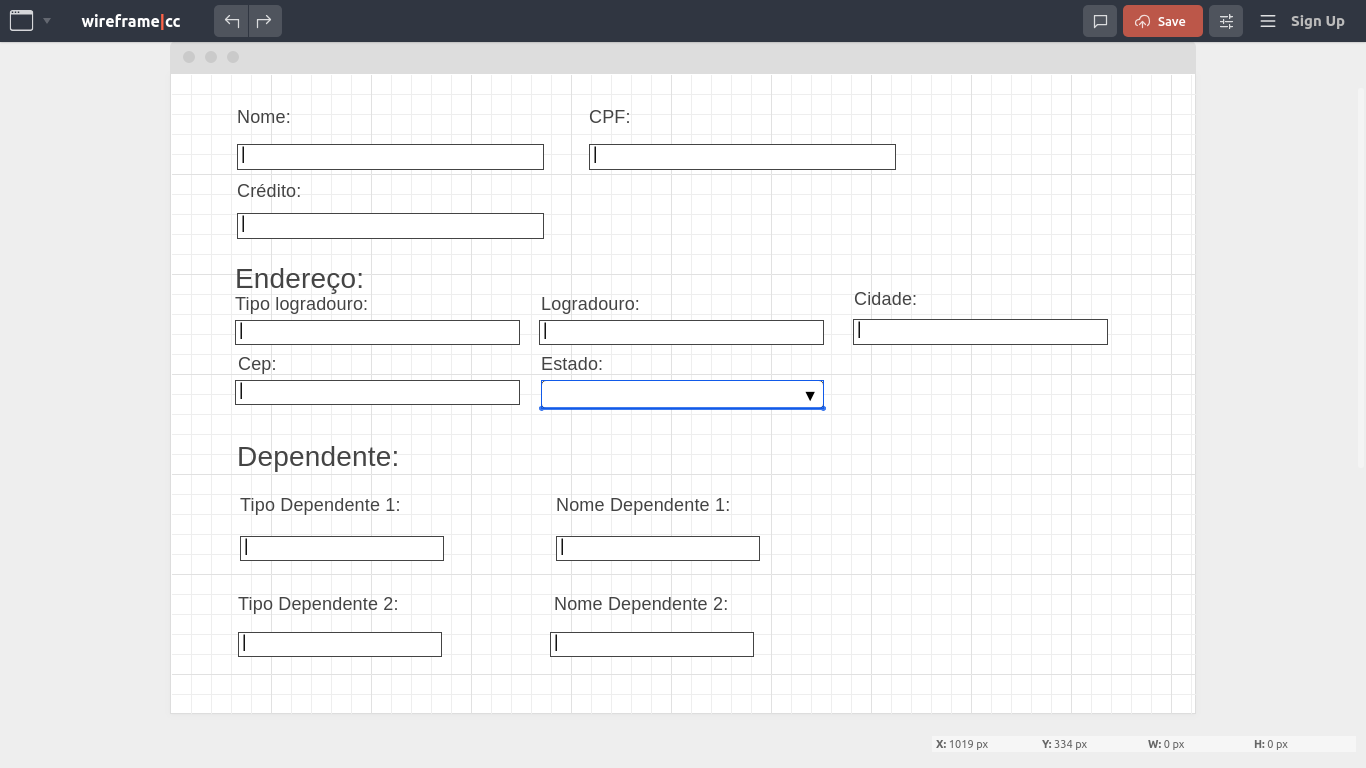 wireframe|cc
Save
Sign Up
Nome:
CPF:
Crédito:
Endereço:
Tipo logradouro:
Logradouro:
Cidade:
Cep:
Estado:
Dependente:
Tipo Dependente 1:
Nome Dependente 1:
Tipo Dependente 2:
Nome Dependente 2:
X: 1019 px
Y: 334 px
W: 0 px
H: 0 px